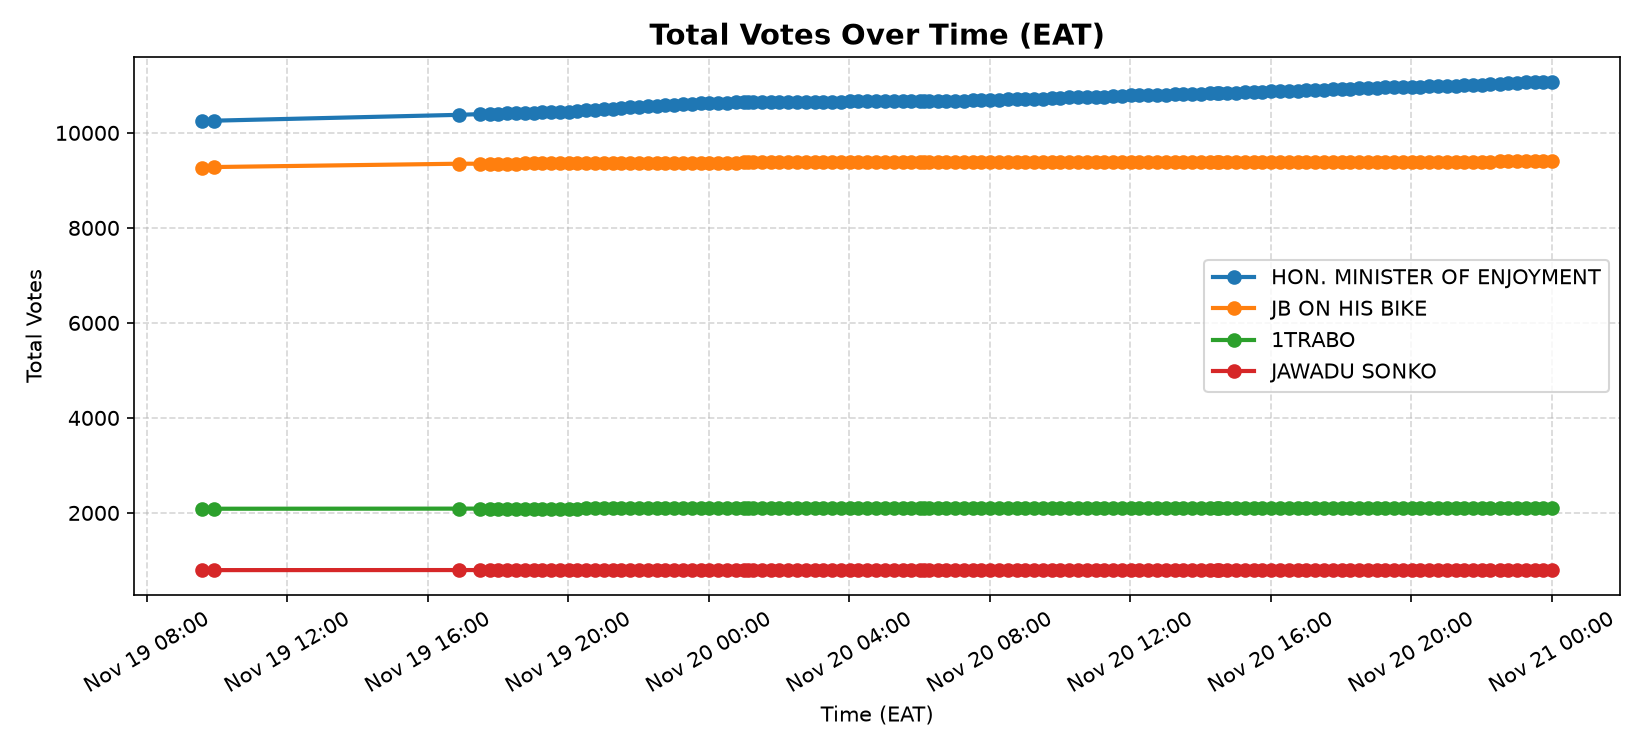 Total Votes Over Time (EAT)
Total Votes
10000
8000
6000
4000
2000
HON. MINISTER OF ENJOYMENT
JB ON HIS BIKE
1TRABO
JAWADU SONKO
Nov 19 08:00
Nov 19 12:00
Nov 19 16:00
Nov 19 20:00
Nov 20 00:00
Nov 20 04:00
Nov 20 08:00
Nov 20 12:00
Nov 20 16:00
Nov 20 20:00
Nov 21 00:00
Time (EAT)